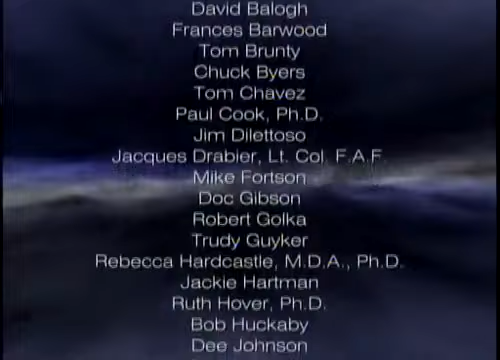 David Balogh
Frances Barwood
Tom Brunty
Chuck Byers
Tom Chavez
Paul Cook, Ph.D.
Jim Dilettoso
Jacques Drabier, Lt. Col. F.A.F.
Mike Fortson
Doc Gibson
Robert Golka
Trudy Guyker
Rebecca Hardcastle, M.D.A., Ph.D.
Jackie Hartman
Ruth Hover, Ph.D.
Bob Huckaby
Dee Johnson